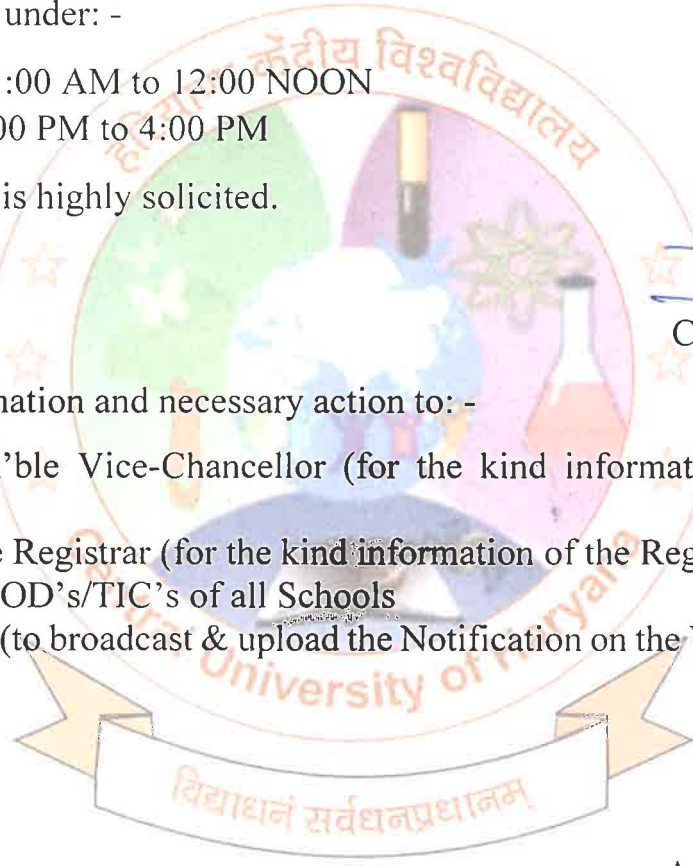 under: -
हरियाणा केंद्रीय विश्वविद्यालय
:00 AM to 12:00 NOON
00 PM to 4:00 PM
is highly solicited.
C
nation and necessary action to: -
'ble Vice-Chancellor (for the kind informat
e Registrar (for the kind information of the Reg
OD's/TIC's of all Schools
(to broadcast & upload the Notification on the
Central University of Haryana
विद्याधनं सर्वधनप्रधानम्